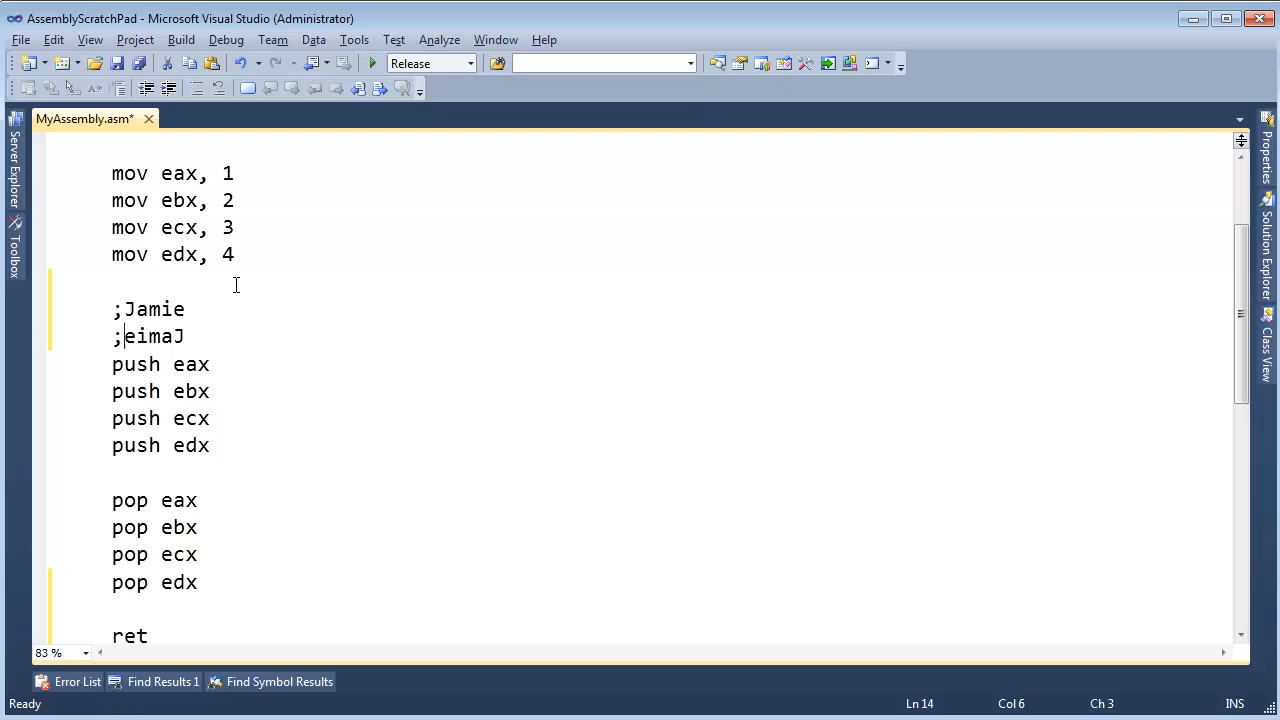 AssemblyScratchPad - Microsoft Visual Studio (Administrator)
File Edit View Project Build Debug Team Data Tools Test Analyze Window Help
Release
MyAssembly.asm*
Server Explorer
Toolbox
mov eax, 1
mov ebx, 2
mov ecx, 3
mov edx, 4
;Jamie
;eimaJ
push eax
push ebx
push ecx
push edx
pop eax
pop ebx
pop ecx
pop edx
ret
Properties
Solution Explorer
Class View
83 %
Error List Find Results 1 Find Symbol Results
Ready Ln 14 Col 6 Ch 3 INS